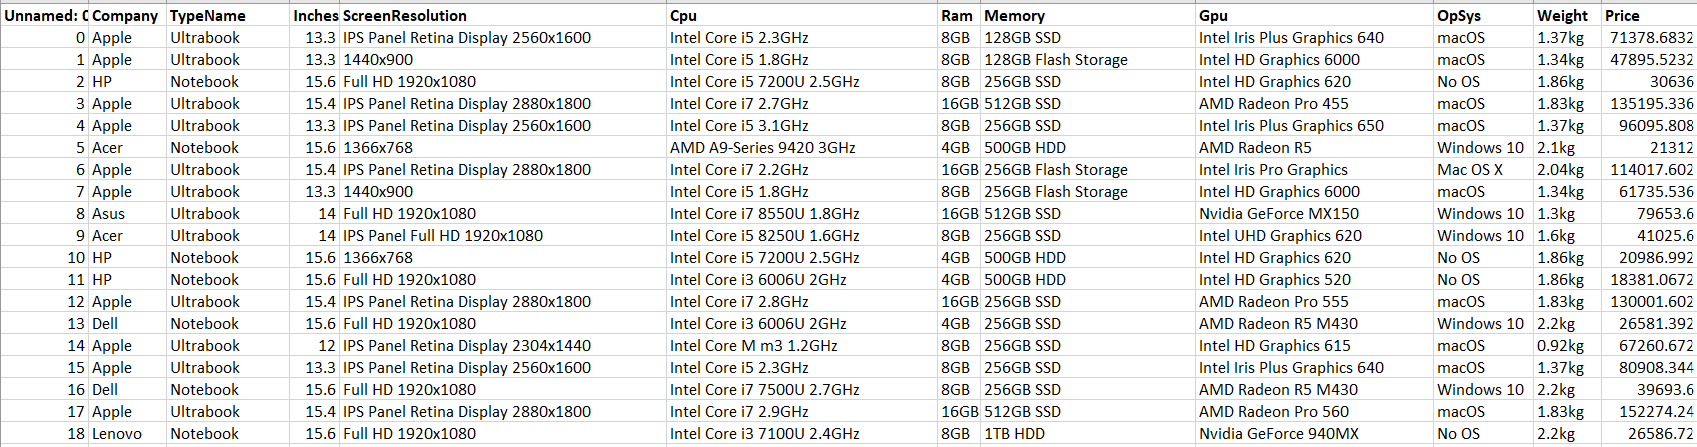 Unnamed: 0 Company TypeName Inches ScreenResolution Cpu Ram Memory Gpu OpSys Weight Price
0 Apple Ultrabook 13.3 IPS Panel Retina Display 2560x1600 Intel Core i5 2.3GHz 8GB 128GB SSD Intel Iris Plus Graphics 640 macOS 1.37kg 71378.6832
1 Apple Ultrabook 13.3 1440x900 Intel Core i5 1.8GHz 8GB 128GB Flash Storage Intel HD Graphics 6000 macOS 1.34kg 47895.5232
2 HP Notebook 15.6 Full HD 1920x1080 Intel Core i5 7200U 2.5GHz 8GB 256GB SSD Intel HD Graphics 620 No OS 1.86kg 30636
3 Apple Ultrabook 15.4 IPS Panel Retina Display 2880x1800 Intel Core i7 2.7GHz 16GB 512GB SSD AMD Radeon Pro 455 macOS 1.83kg 135195.336
4 Apple Ultrabook 13.3 IPS Panel Retina Display 2560x1600 Intel Core i5 3.1GHz 8GB 256GB SSD Intel Iris Plus Graphics 650 macOS 1.37kg 96095.808
5 Acer Notebook 15.6 1366x768 AMD A9-Series 9420 3GHz 4GB 500GB HDD AMD Radeon R5 Windows 10 2.1kg 21312
6 Apple Ultrabook 15.4 IPS Panel Retina Display 2880x1800 Intel Core i7 2.2GHz 16GB 256GB Flash Storage Intel Iris Pro Graphics Mac OS X 2.04kg 114017.602
7 Apple Ultrabook 13.3 1440x900 Intel Core i5 1.8GHz 8GB 256GB Flash Storage Intel HD Graphics 6000 macOS 1.34kg 61735.536
8 Asus Ultrabook 14 Full HD 1920x1080 Intel Core i7 8550U 1.8GHz 16GB 512GB SSD Nvidia GeForce MX150 Windows 10 1.3kg 79653.6
9 Acer Ultrabook 14 IPS Panel Full HD 1920x1080 Intel Core i5 8250U 1.6GHz 8GB 256GB SSD Intel UHD Graphics 620 Windows 10 1.6kg 41025.6
10 HP Notebook 15.6 1366x768 Intel Core i5 7200U 2.5GHz 4GB 500GB HDD Intel HD Graphics 620 No OS 1.86kg 20986.992
11 HP Notebook 15.6 Full HD 1920x1080 Intel Core i3 6006U 2GHz 4GB 500GB HDD Intel HD Graphics 520 No OS 1.86kg 18381.0672
12 Apple Ultrabook 15.4 IPS Panel Retina Display 2880x1800 Intel Core i7 2.8GHz 16GB 256GB SSD AMD Radeon Pro 555 macOS 1.83kg 130001.602
13 Dell Notebook 15.6 Full HD 1920x1080 Intel Core i3 6006U 2GHz 4GB 256GB SSD AMD Radeon R5 M430 Windows 10 2.2kg 26581.392
14 Apple Ultrabook 12 IPS Panel Retina Display 2304x1440 Intel Core M m3 1.2GHz 8GB 256GB SSD Intel HD Graphics 615 macOS 0.92kg 67260.672
15 Apple Ultrabook 13.3 IPS Panel Retina Display 2560x1600 Intel Core i5 2.3GHz 8GB 256GB SSD Intel Iris Plus Graphics 640 macOS 1.37kg 80908.344
16 Dell Notebook 15.6 Full HD 1920x1080 Intel Core i7 7500U 2.7GHz 8GB 256GB SSD AMD Radeon R5 M430 Windows 10 2.2kg 39693.6
17 Apple Ultrabook 15.4 IPS Panel Retina Display 2880x1800 Intel Core i7 2.9GHz 16GB 512GB SSD AMD Radeon Pro 560 macOS 1.83kg 152274.24
18 Lenovo Notebook 15.6 Full HD 1920x1080 Intel Core i3 7100U 2.4GHz 8GB 1TB HDD Nvidia GeForce 940MX No OS 2.2kg 26586.72